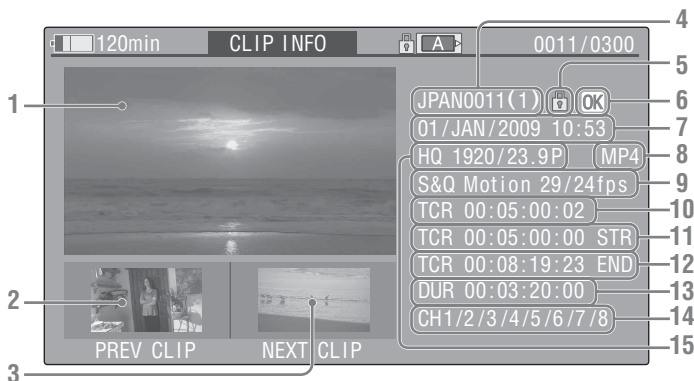 120min CLIP INFO A 0011/0300
JPAN0011(1) OK
01/JAN/2009 10:53
HQ 1920/23.9P MP4
S&Q Motion 29/24fps
TCR 00:05:00:02
TCR 00:05:00:00 STR
TCR 00:08:19:23 END
DUR 00:03:20:00
CH1/2/3/4/5/6/7/8
PREV CLIP NEXT CLIP
1
2
3
4
5
6
7
8
9
10
11
12
13
14
15